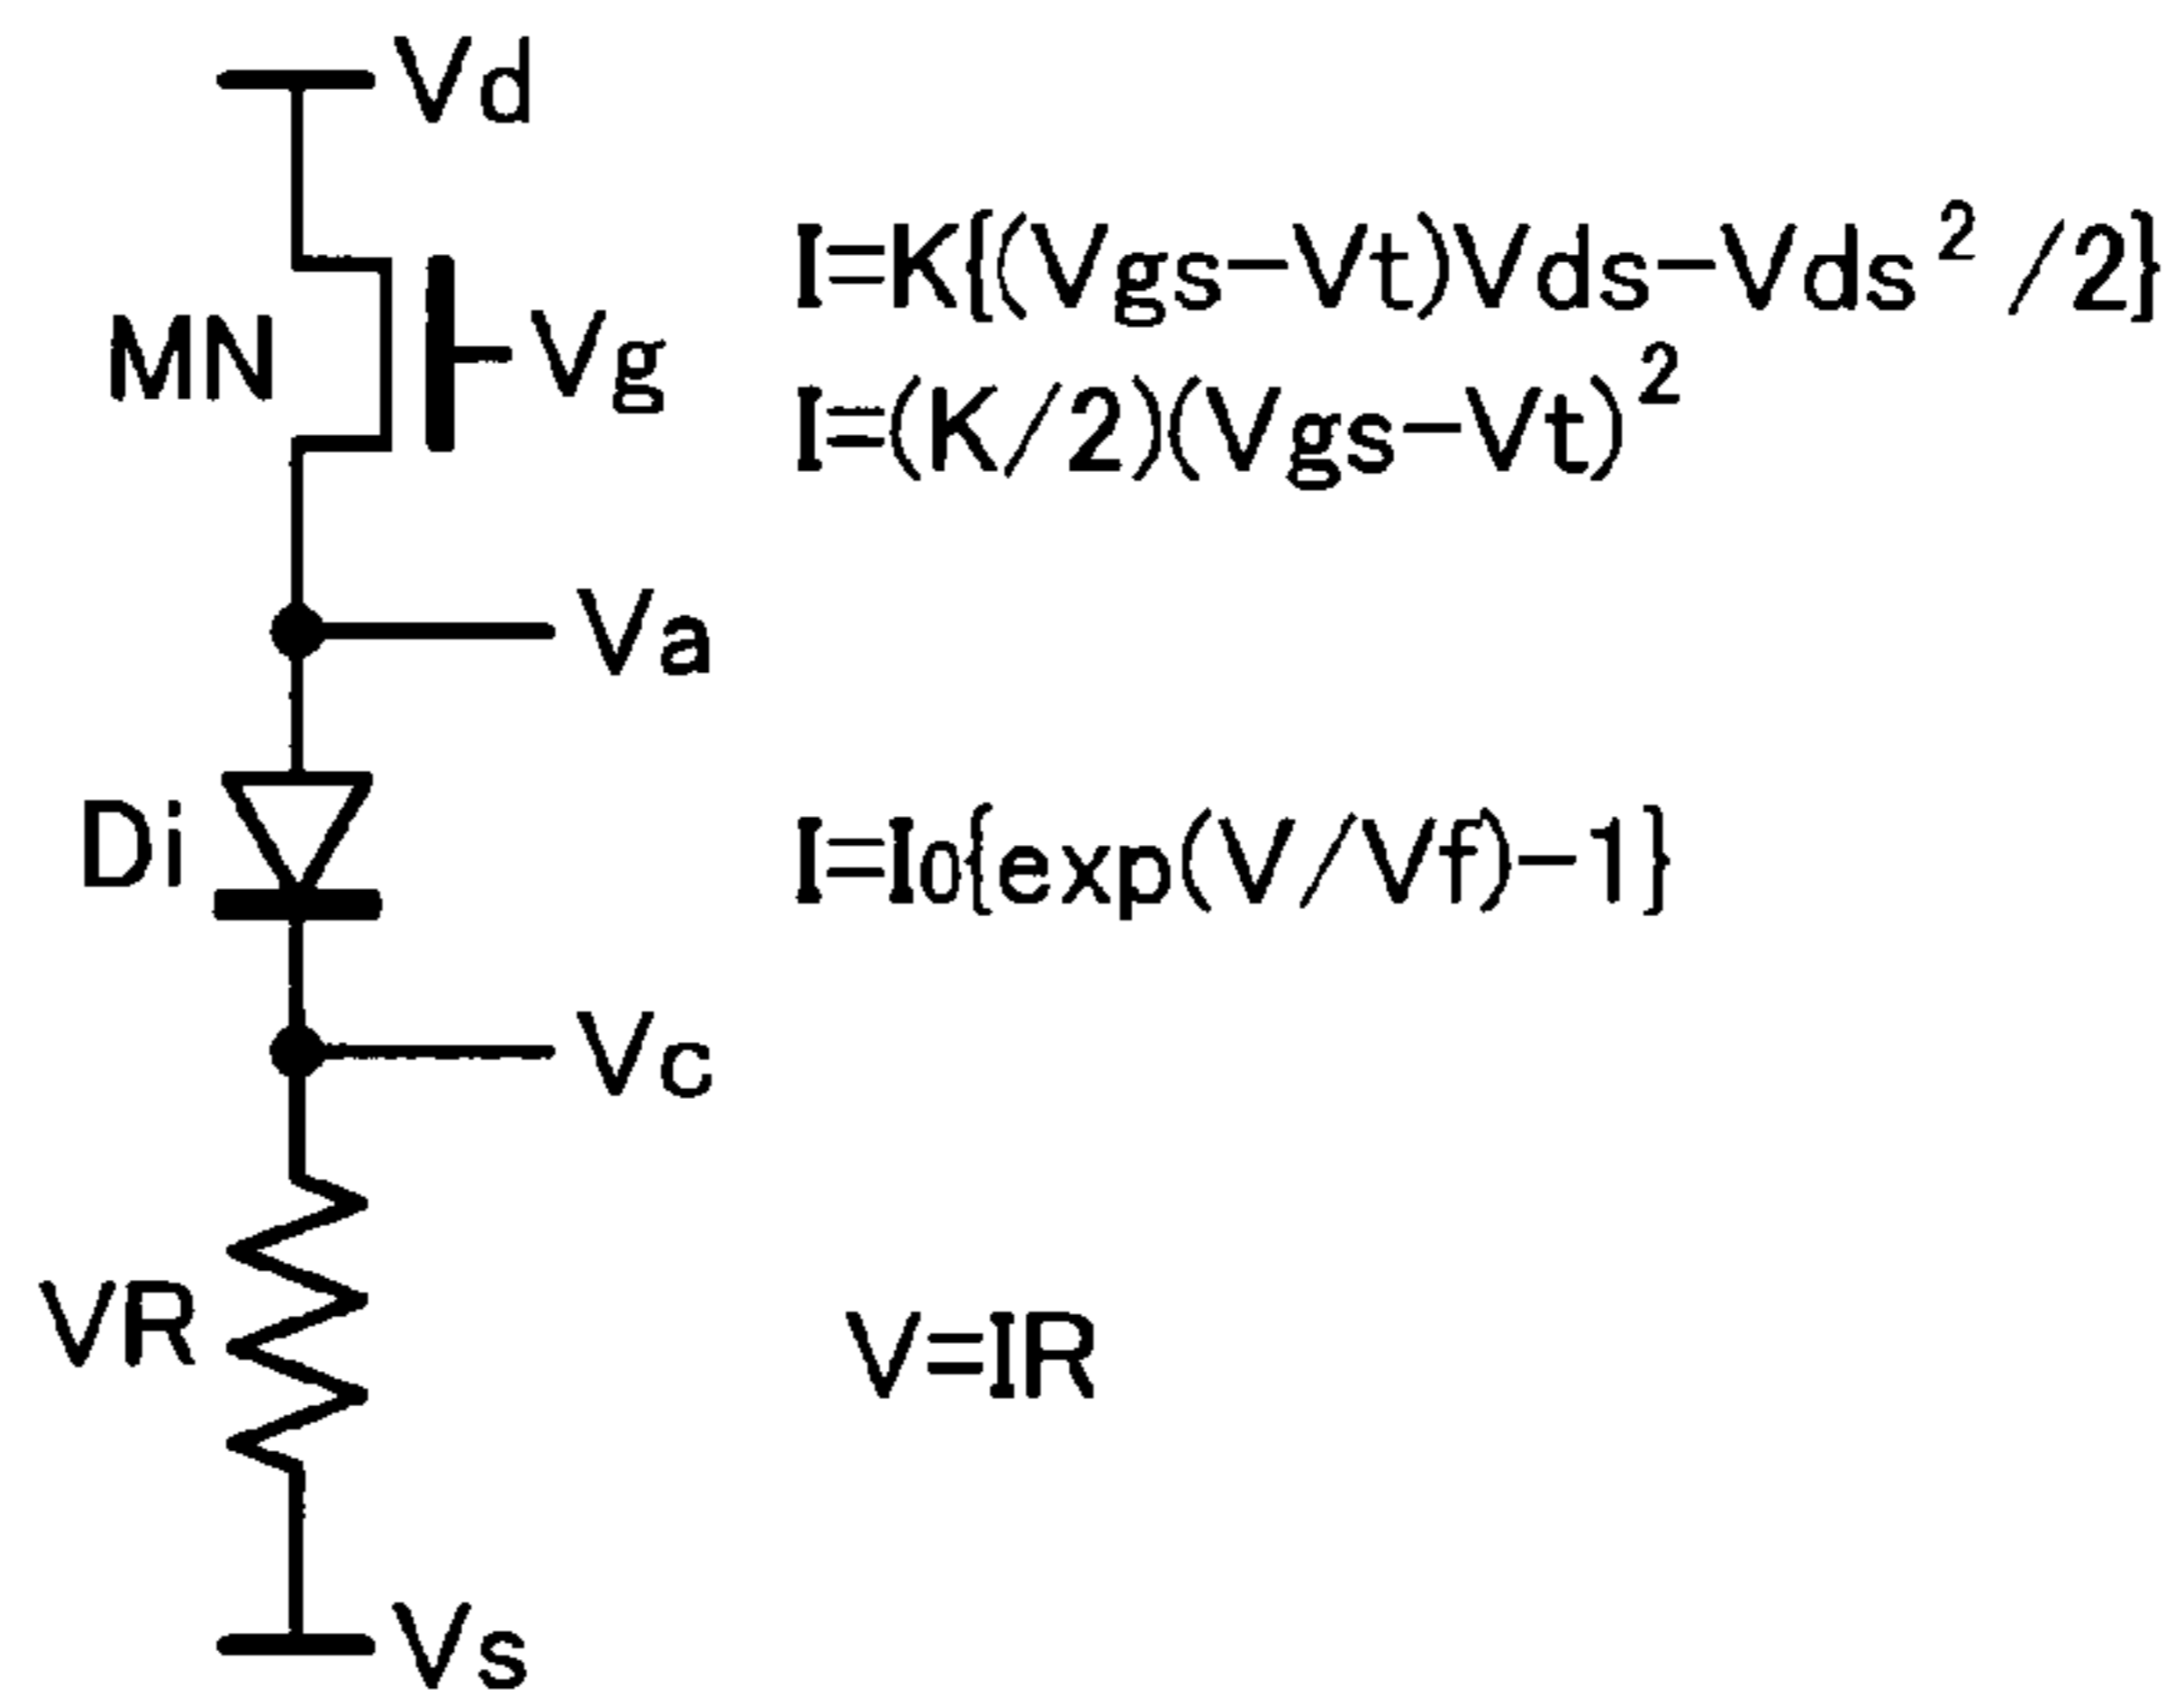 Vd
I=K{(Vgs-Vt)Vds-Vds²/2}
MN
Vg
I=(K/2)(Vgs-Vt)²
Va
Di
I=I0{exp(V/Vf)-1}
Vc
VR
V=IR
Vs